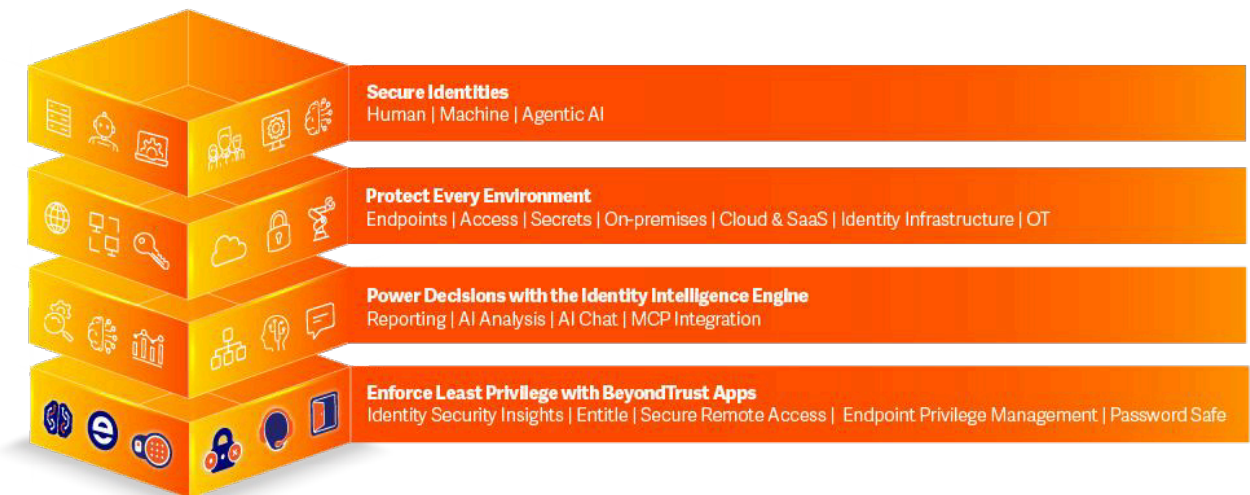 Secure Identities
Human | Machine | Agentic AI
Protect Every Environment
Endpoints | Access | Secrets | On-premises | Cloud & SaaS | Identity Infrastructure | OT
Power Decisions with the Identity Intelligence Engine
Reporting | AI Analysis | AI Chat | MCP Integration
Enforce Least Privilege with BeyondTrust Apps
Identity Security Insights | Entitle | Secure Remote Access | Endpoint Privilege Management | Password Safe